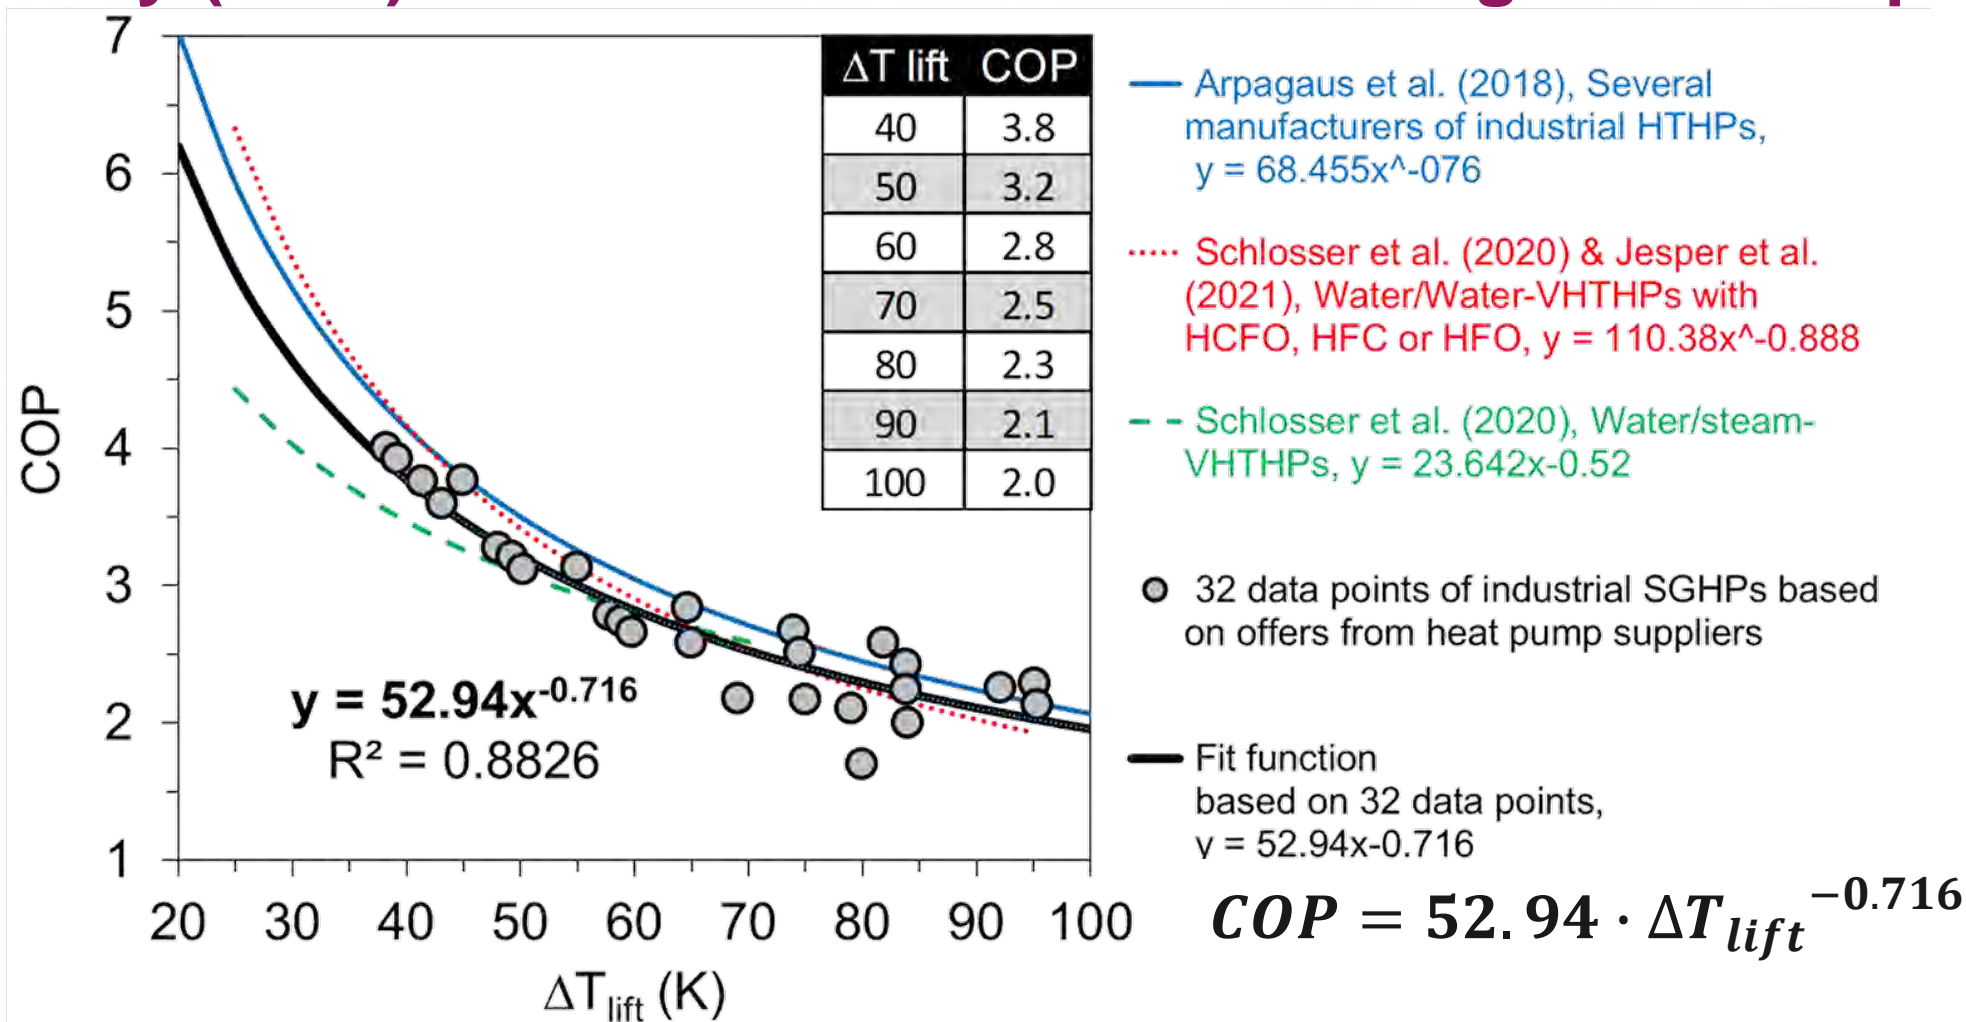 7
6
5
4
3
2
1
COP
20 30 40 50 60 70 80 90 100
ΔTlift (K)
y = 52.94x^-0.716
R² = 0.8826
ΔT lift COP
40 3.8
50 3.2
60 2.8
70 2.5
80 2.3
90 2.1
100 2.0
Arpagaus et al. (2018), Several
manufacturers of industrial HTHPs,
y = 68.455x^-076
Schlosser et al. (2020) & Jesper et al.
(2021), Water/Water-VHTHPs with
HCFO, HFC or HFO, y = 110.38x^-0.888
Schlosser et al. (2020), Water/steam-
VHTHPs, y = 23.642x-0.52
32 data points of industrial SGHPs based
on offers from heat pump suppliers
Fit function
based on 32 data points,
y = 52.94x-0.716
COP = 52.94 · ΔTlift^−0.716